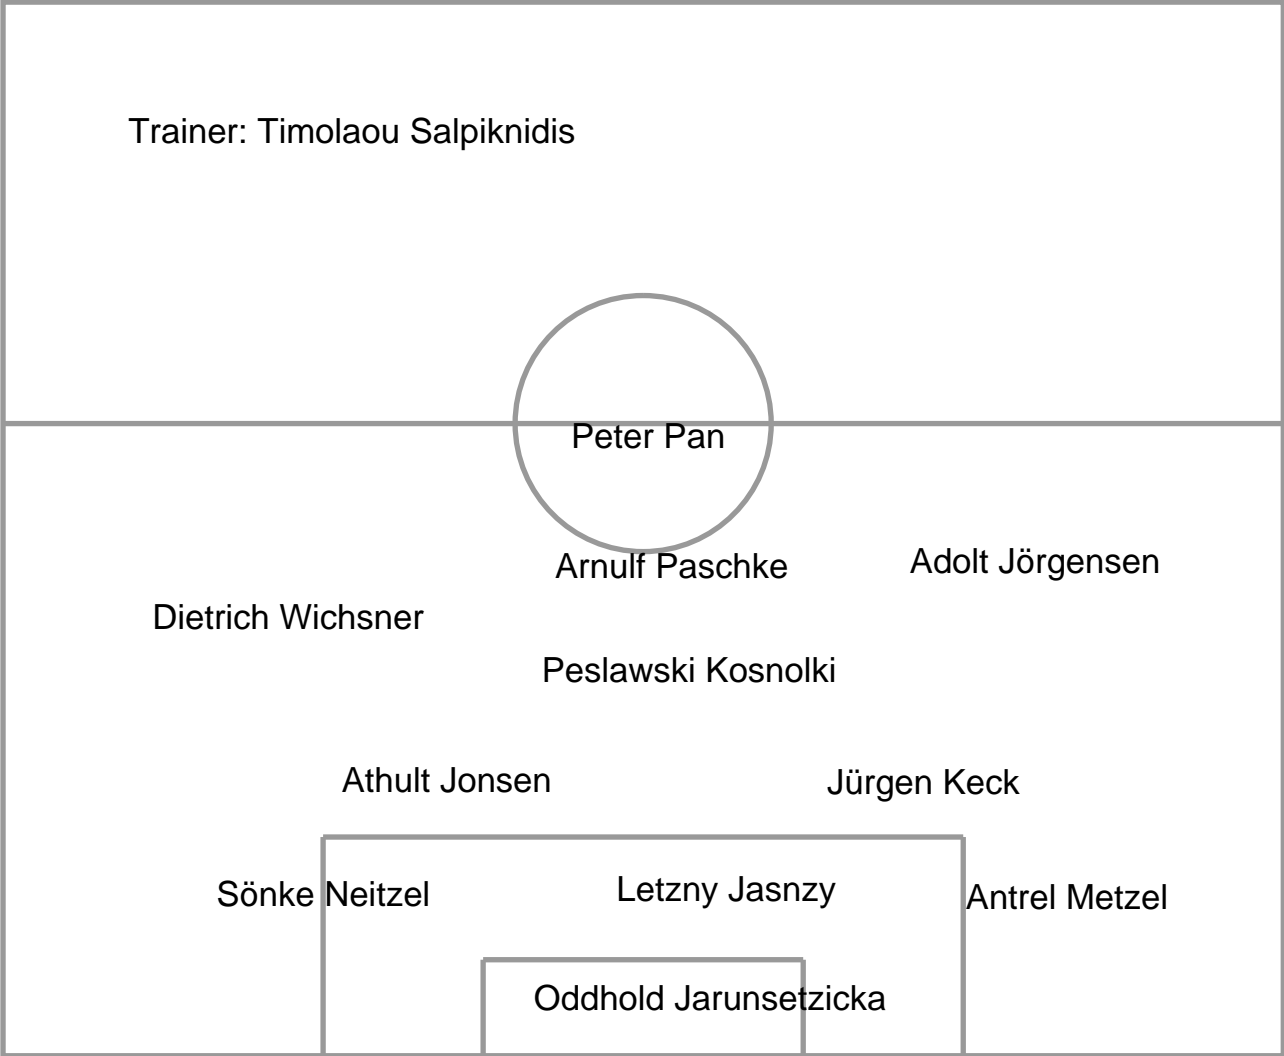 Trainer: Timolaou Salpiknidis
Peter Pan
Arnulf Paschke
Adolt Jörgensen
Dietrich Wichsner
Peslawski Kosnolki
Athult Jonsen
Jürgen Keck
Sönke Neitzel
Letzny Jasnzy
Antrel Metzel
Oddhold Jarunsetzicka